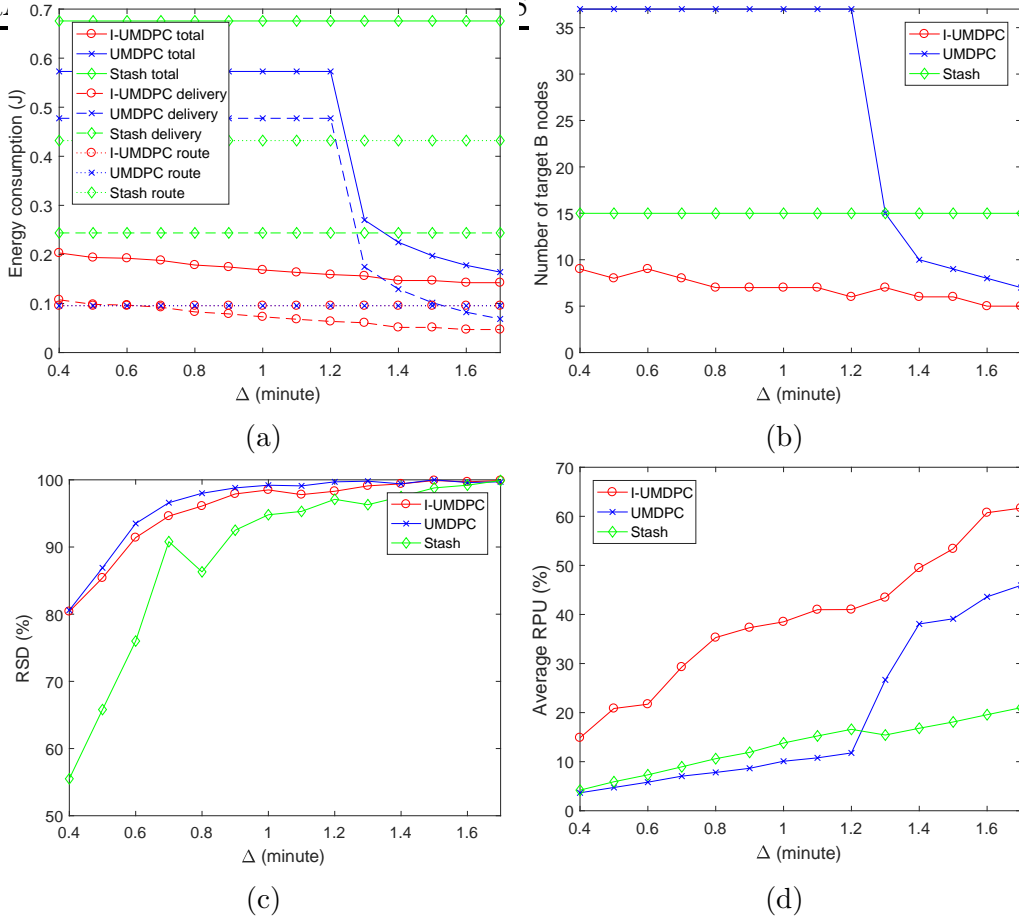 0.7
0.6
0.5
0.4
0.3
0.2
0.1
0
Energy consumption (J)
I-UMDPC total
UMDPC total
Stash total
I-UMDPC delivery
UMDPC delivery
Stash delivery
I-UMDPC route
UMDPC route
Stash route
0.4 0.6 0.8 1 1.2 1.4 1.6
Δ (minute)
(a)
35
30
25
20
15
10
5
0
Number of target B nodes
I-UMDPC
UMDPC
Stash
0.4 0.6 0.8 1 1.2 1.4 1.6
Δ (minute)
(b)
100
90
80
70
60
50
RSD (%)
I-UMDPC
UMDPC
Stash
0.4 0.6 0.8 1 1.2 1.4 1.6
Δ (minute)
(c)
70
60
50
40
30
20
10
0
Average RPU (%)
I-UMDPC
UMDPC
Stash
0.4 0.6 0.8 1 1.2 1.4 1.6
Δ (minute)
(d)